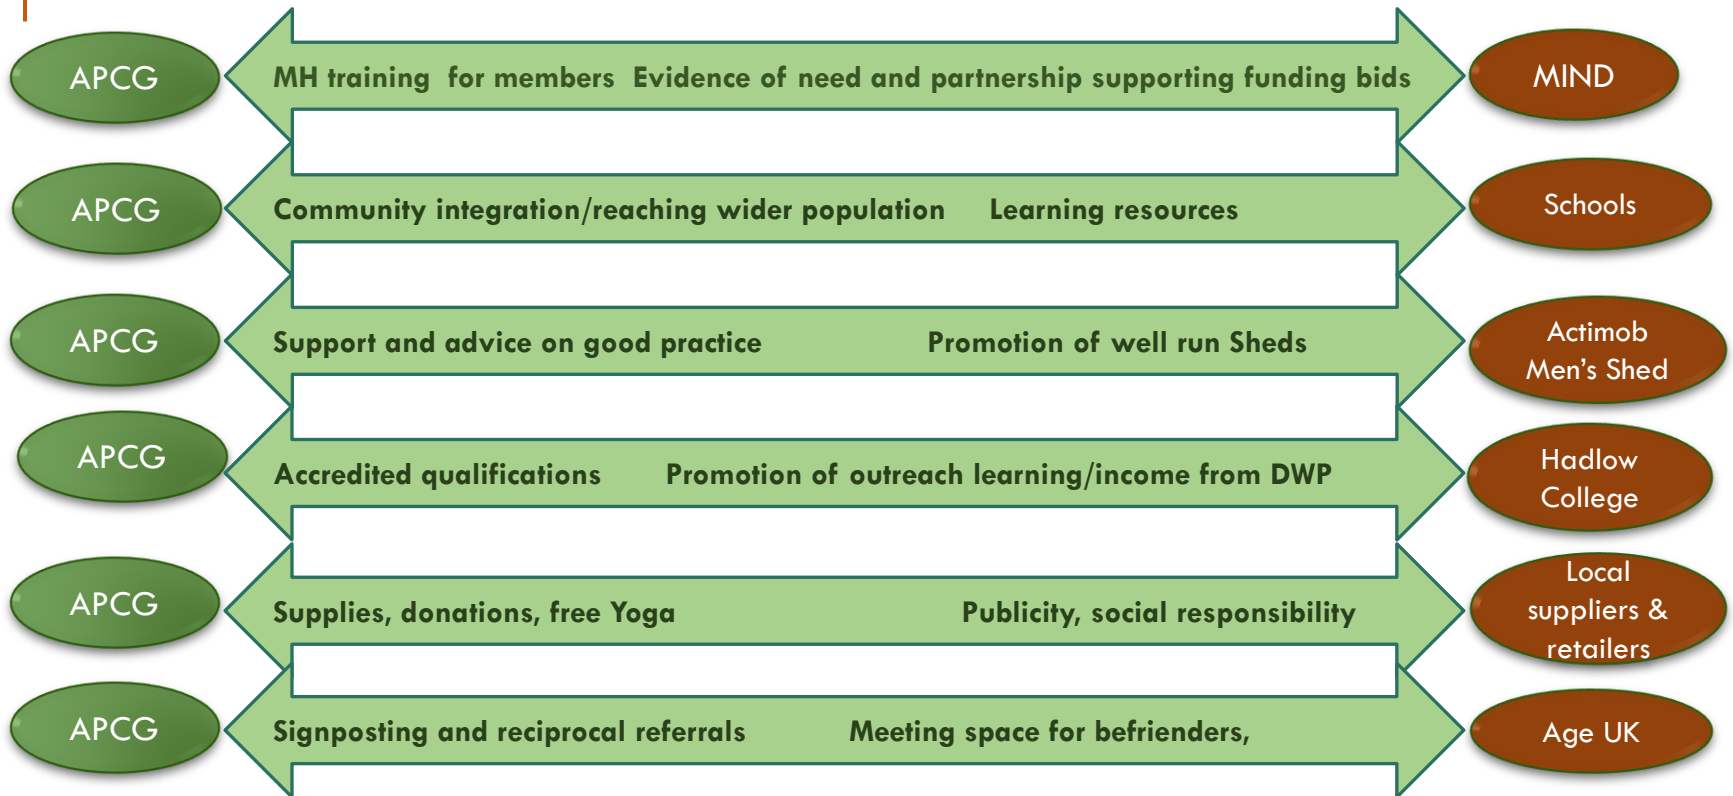 APCG
MH training for members Evidence of need and partnership supporting funding bids
MIND
APCG
Community integration/reaching wider population Learning resources
Schools
APCG
Support and advice on good practice Promotion of well run Sheds
Actimob
Men's Shed
APCG
Accredited qualifications Promotion of outreach learning/income from DWP
Hadlow
College
APCG
Supplies, donations, free Yoga Publicity, social responsibility
Local
suppliers &
retailers
APCG
Signposting and reciprocal referrals Meeting space for befrienders,
Age UK